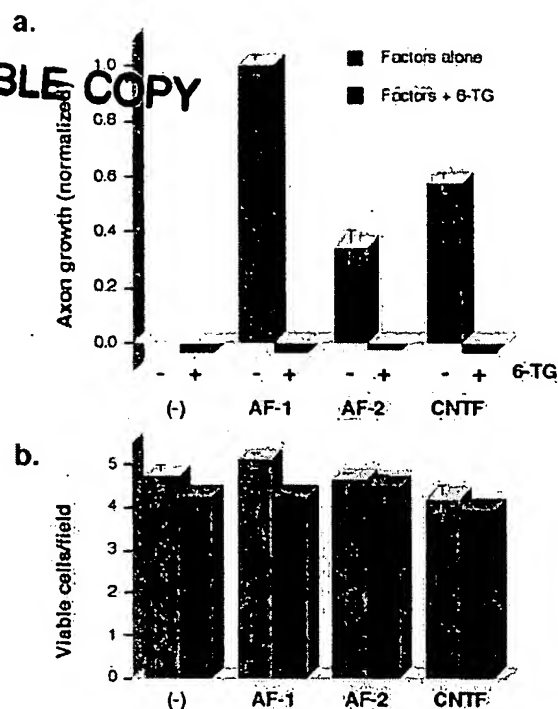 a.
BLE COPY
Axon growth (normalized)
1.0
0.8
0.6
0.4
0.2
0.0
Factors alone
Factors + 6-TG
- + - + - + - + 6-TG
(-) AF-1 AF-2 CNTF
b.
Viable cells/field
5
4
3
2
1
0
(-) AF-1 AF-2 CNTF